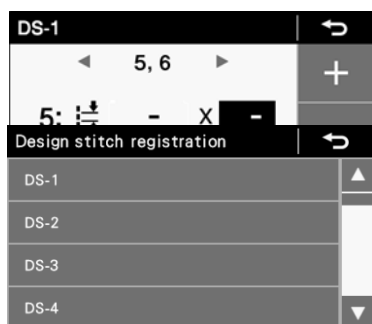 DS-1
5, 6
+
5: - X -
Design stitch registration
DS-1
DS-2
DS-3
DS-4